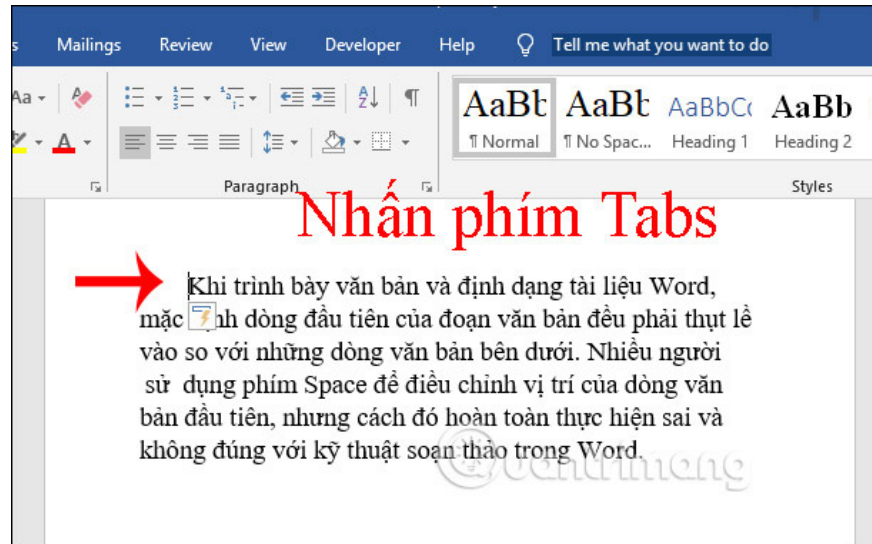 Mailings Review View Developer Help Tell me what you want to do
Aa
AaBb AaBb AaBbCc AaBb
¶ Normal ¶ No Spac... Heading 1 Heading 2
Paragraph Styles
Nhấn phím Tabs
Khi trình bày văn bản và định dạng tài liệu Word,
mặc định dòng đầu tiên của đoạn văn bản đều phải thụt lề
vào so với những dòng văn bản bên dưới. Nhiều người
sử dụng phím Space để điều chỉnh vị trí của dòng văn
bản đầu tiên, nhưng cách đó hoàn toàn thực hiện sai và
không đúng với kỹ thuật soạn thảo trong Word.
Quantrimang